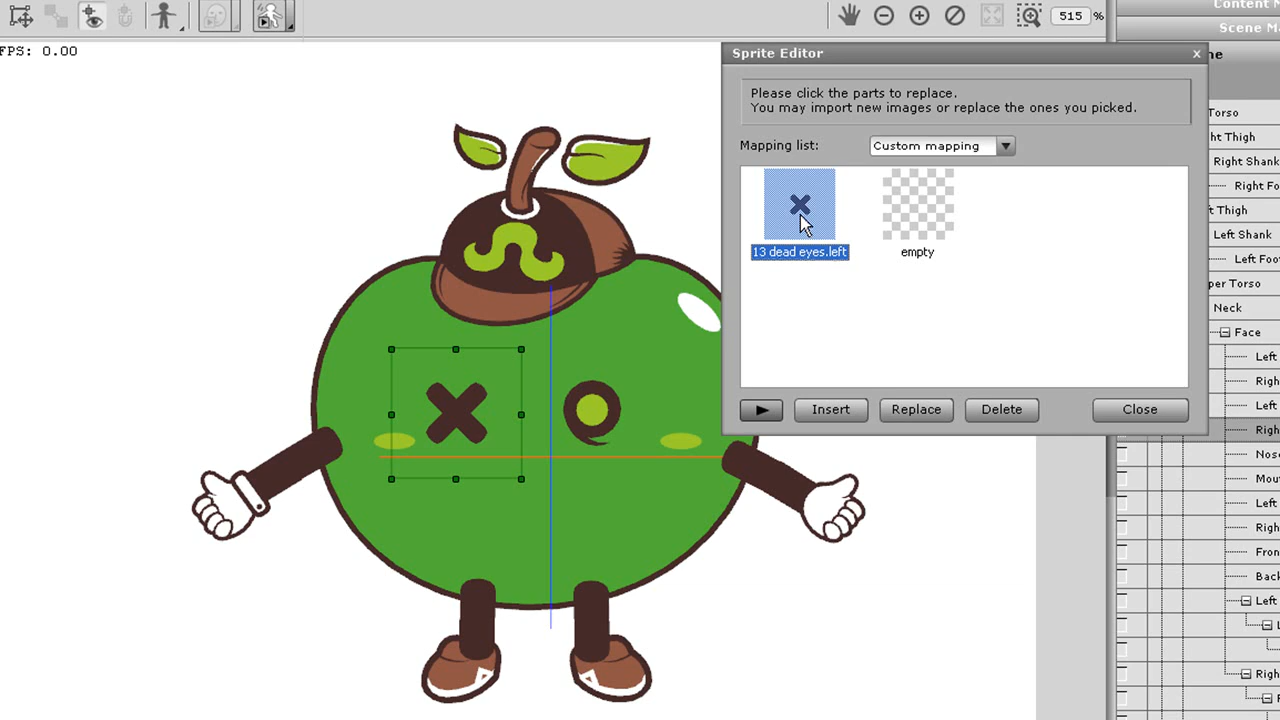 Content M
Scene Ma
515 %
FPS: 0.00
Sprite Editor x
ne
Please click the parts to replace.
You may import new images or replace the ones you picked.
Mapping list: Custom mapping
13 dead eyes.left
empty
Insert
Replace
Delete
Close
Torso
ht Thigh
Right Shank
Right Fo
t Thigh
Left Shank
Left Foo
per Torso
Neck
Face
Left
Righ
Left
Righ
Nose
Mou
Left
Righ
Fron
Back
Left
L
Righ
R